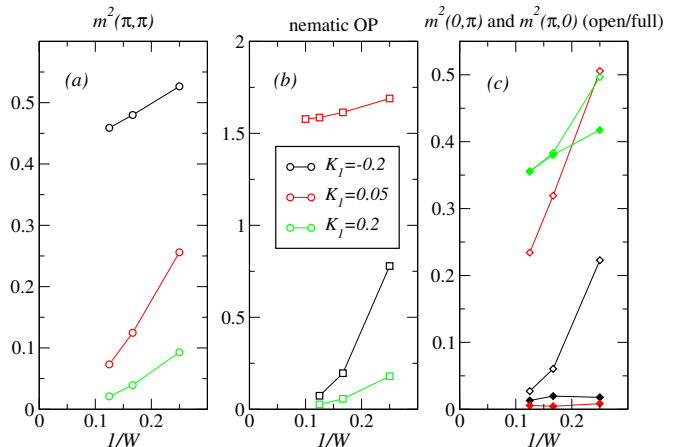 m²(π,π)
nematic OP
m²(0,π) and m²(π,0) (open/full)
(a)
(b)
(c)
0.5
0.4
0.3
0.2
0.1
0
2
1.5
1
0.5
0
0.5
0.4
0.3
0.2
0.1
0
K₁=-0.2
K₁=0.05
K₁=0.2
0 0.1 0.2
0 0.1 0.2
0 0.1 0.2
1/W
1/W
1/W